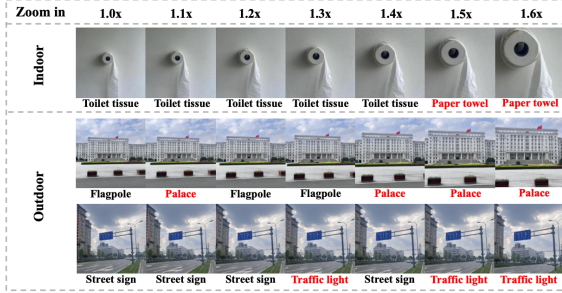 Zoom in 1.0x 1.1x 1.2x 1.3x 1.4x 1.5x 1.6x
Indoor
Toilet tissue Toilet tissue Toilet tissue Toilet tissue Toilet tissue Paper towel Paper towel
Outdoor
Flagpole Palace Flagpole Flagpole Palace Palace Palace
Street sign Street sign Street sign Traffic light Street sign Traffic light Traffic light